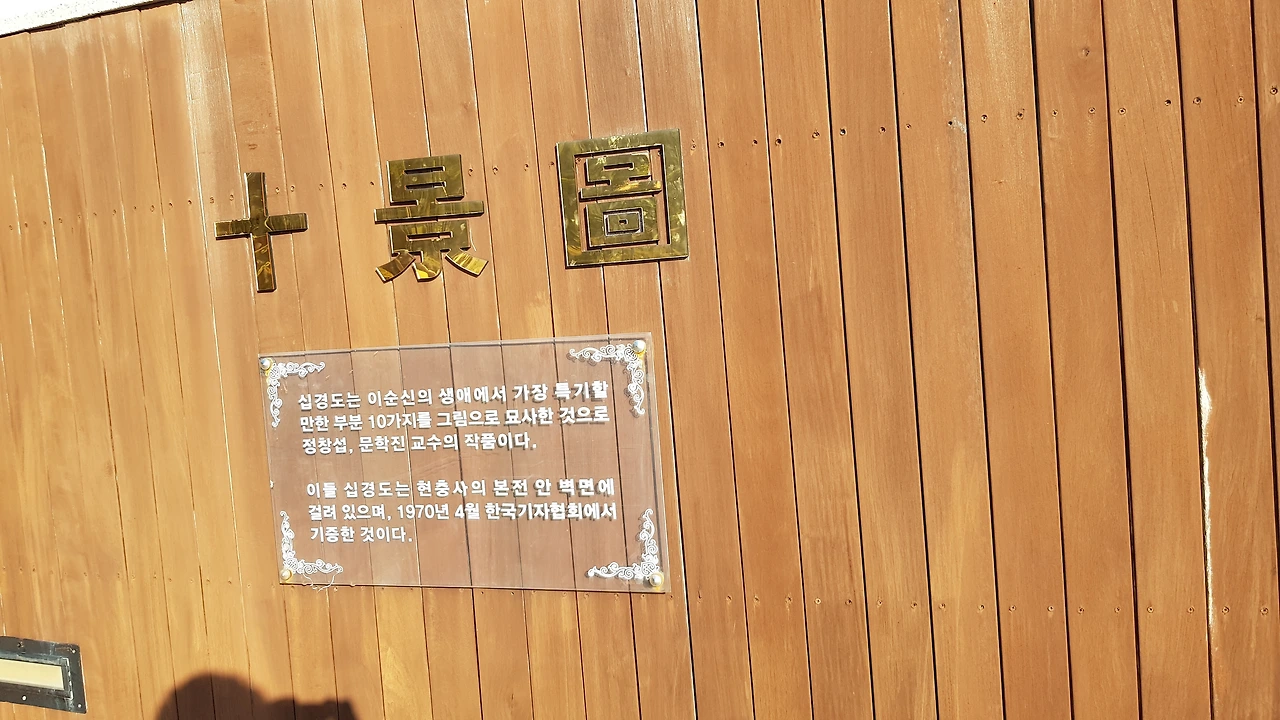 十景圖
십경도는 이순신의 생애에서 가장 특기할
만한 부분 10가지를 그림으로 묘사한 것으로
정창섭, 문학진 교수의 작품이다.
이들 십경도는 현충사의 본전 안 벽면에
걸려 있으며, 1970년 4월 한국기자협회에서
기증한 것이다.